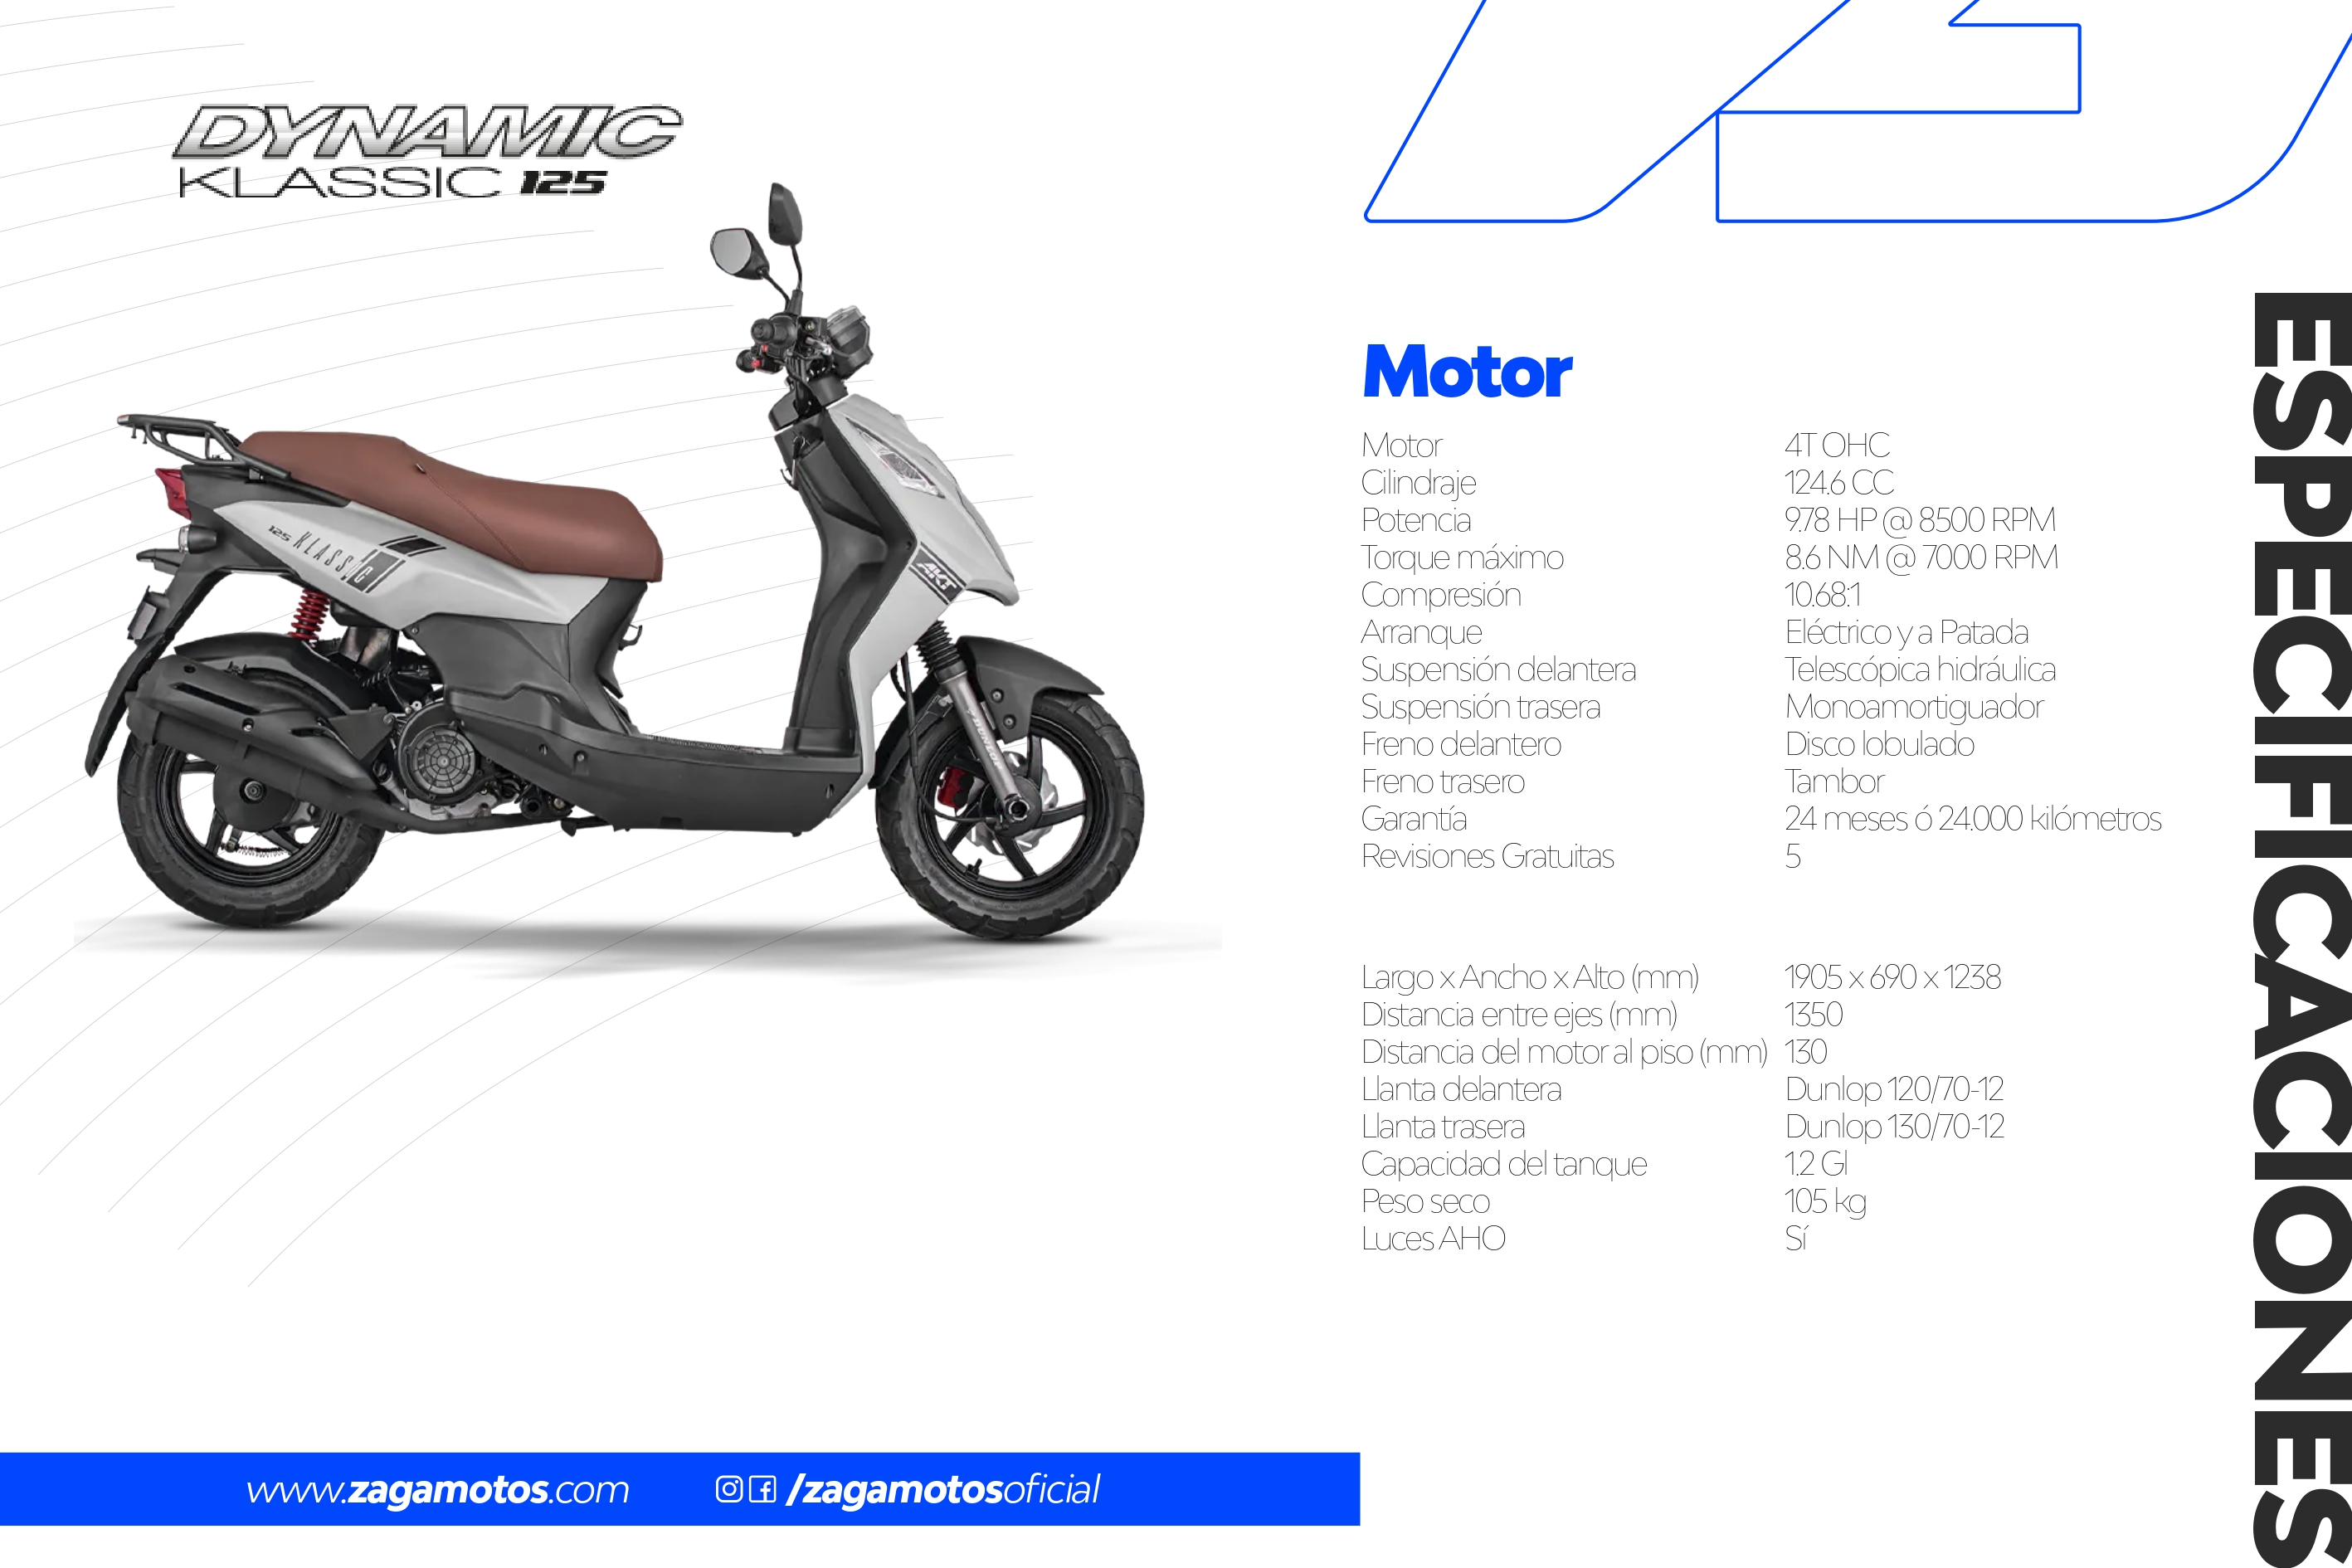 DYNAMIC
KLASSIC 125
125 KLASSIC
AKT
DUNLOP
Motor
Motor 4T OHC
Cilindraje 124.6 CC
Potencia 9.78 HP @ 8500 RPM
Torque máximo 8.6 NM @ 7000 RPM
Compresión 10.68:1
Arranque Eléctrico y a Patada
Suspensión delantera Telescópica hidráulica
Suspensión trasera Monoamortiguador
Freno delantero Disco lobulado
Freno trasero Tambor
Garantía 24 meses ó 24.000 kilómetros
Revisiones Gratuitas 5
Largo x Ancho x Alto (mm) 1905 x 690 x 1238
Distancia entre ejes (mm) 1350
Distancia del motor al piso (mm) 130
Llanta delantera Dunlop 120/70-12
Llanta trasera Dunlop 130/70-12
Capacidad del tanque 1.2 Gl
Peso seco 105 kg
Luces AHO Sí
ESPECIFICACIONES
www.zagamotos.com
/zagamotosoficial